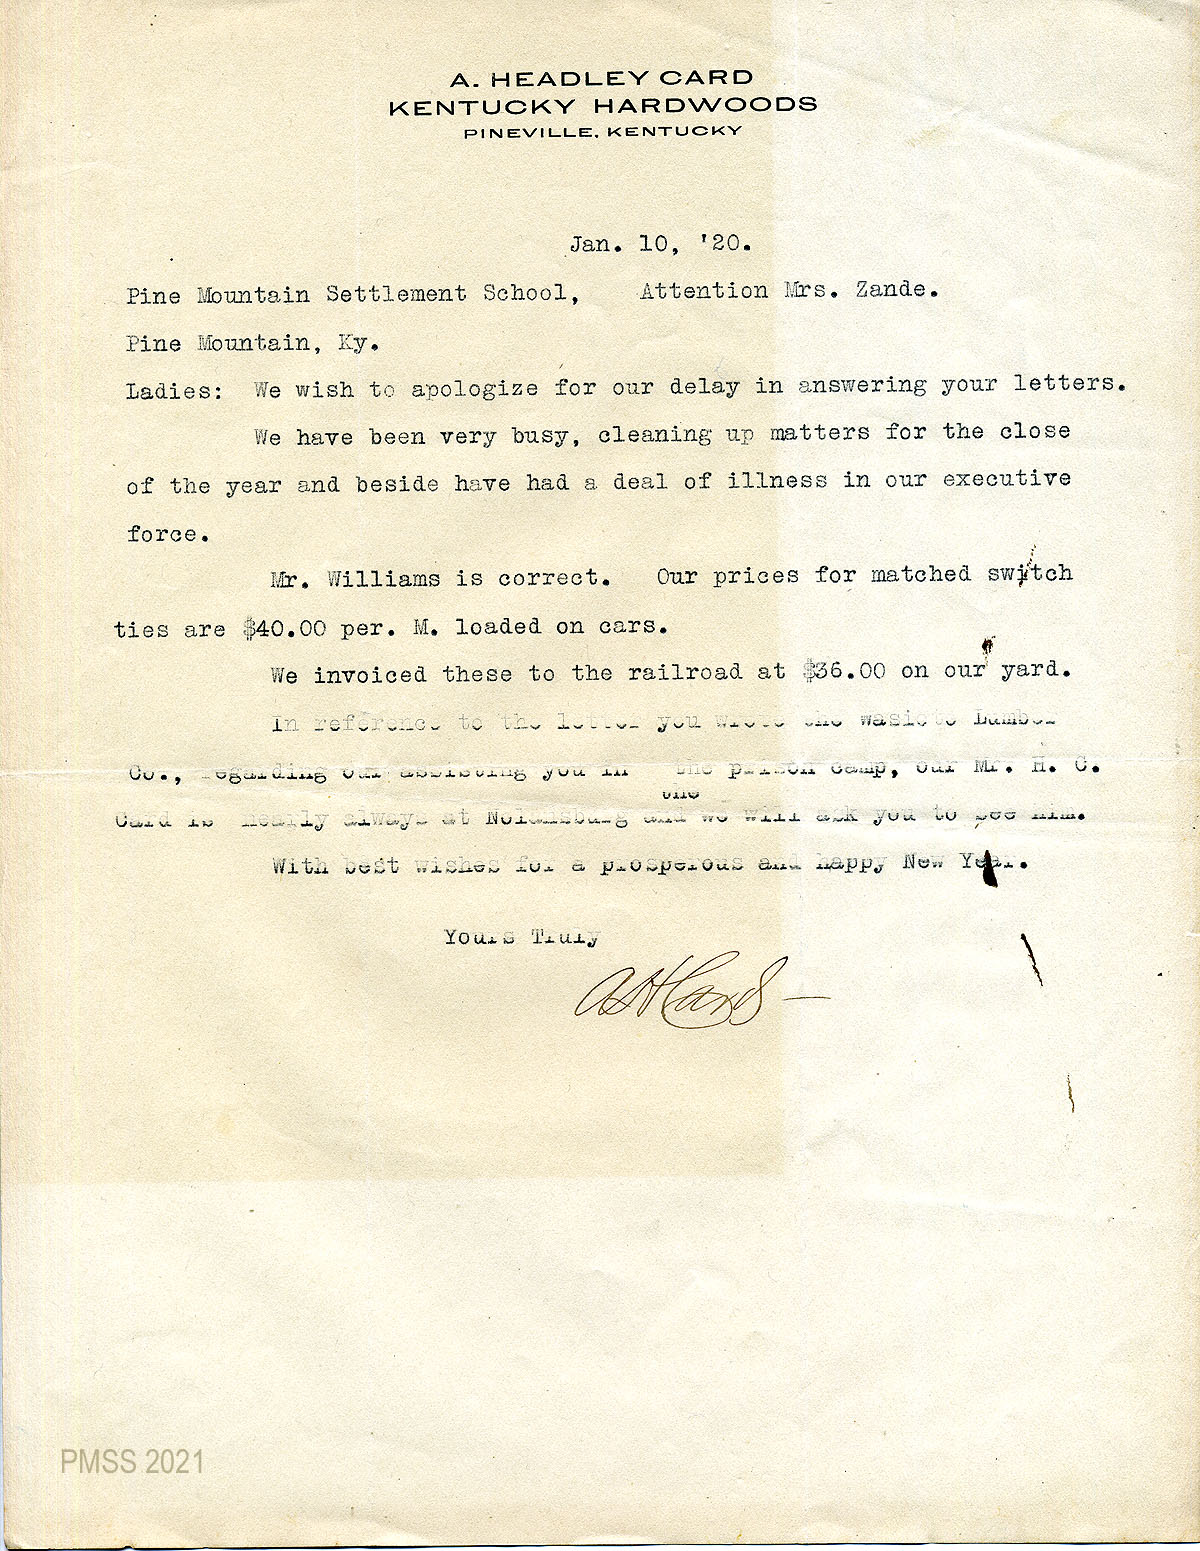 A. HEADLEY CARD
KENTUCKY HARDWOODS
PINEVILLE, KENTUCKY
Jan. 10, '20.
Pine Mountain Settlement School, Attention Mrs. Zande.
Pine Mountain, Ky.
Ladies: We wish to apologize for our delay in answering your letters.
We have been very busy, cleaning up matters for the close
of the year and beside have had a deal of illness in our executive
force.
Mr. Williams is correct. Our prices for matched switch
ties are $40.00 per. M. loaded on cars.
We invoiced these to the railroad at $36.00 on our yard.
In reference to the letter you wrote the Wasioto Lumber
Co., regarding our assisting you in the prison camp, our Mr. H. C.
the
Card is nearly always at Nolansburg and we will ask you to see him.
With best wishes for a prosperous and happy New Year.
Yours Truly
A H Card
PMSS 2021